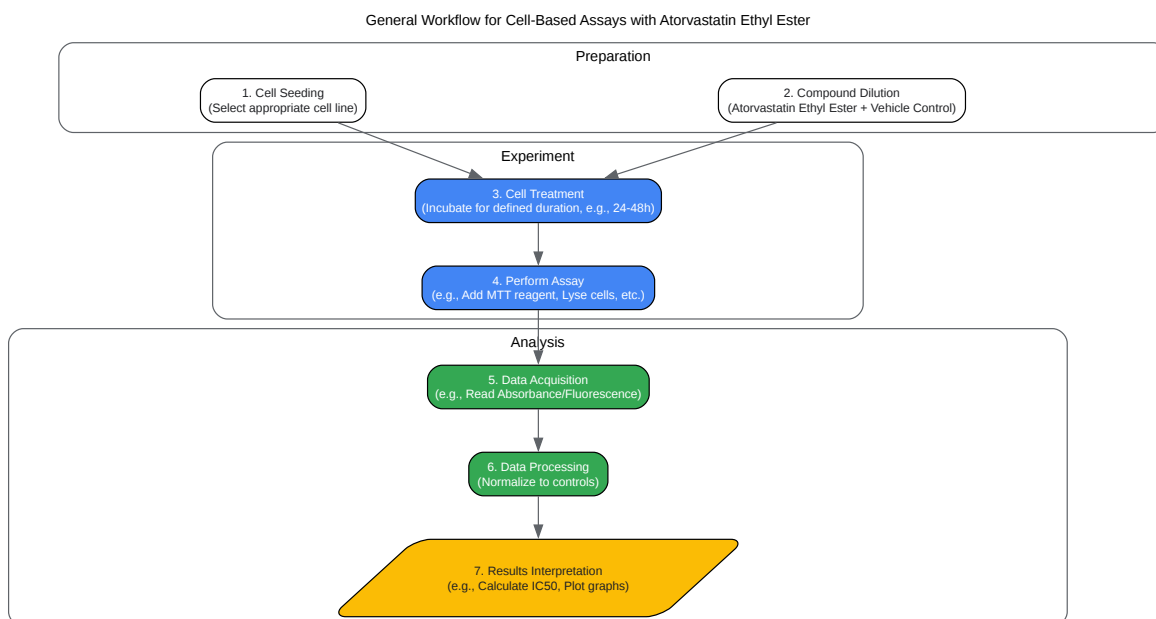 General Workflow for Cell-Based Assays with Atorvastatin Ethyl Ester
Preparation
1. Cell Seeding
(Select appropriate cell line)
2. Compound Dilution
(Atorvastatin Ethyl Ester + Vehicle Control)
Experiment
3. Cell Treatment
(Incubate for defined duration, e.g., 24-48h)
4. Perform Assay
(e.g., Add MTT reagent, Lyse cells, etc.)
Analysis
5. Data Acquisition
(e.g., Read Absorbance/Fluorescence)
6. Data Processing
(Normalize to controls)
7. Results Interpretation
(e.g., Calculate IC50, Plot graphs)